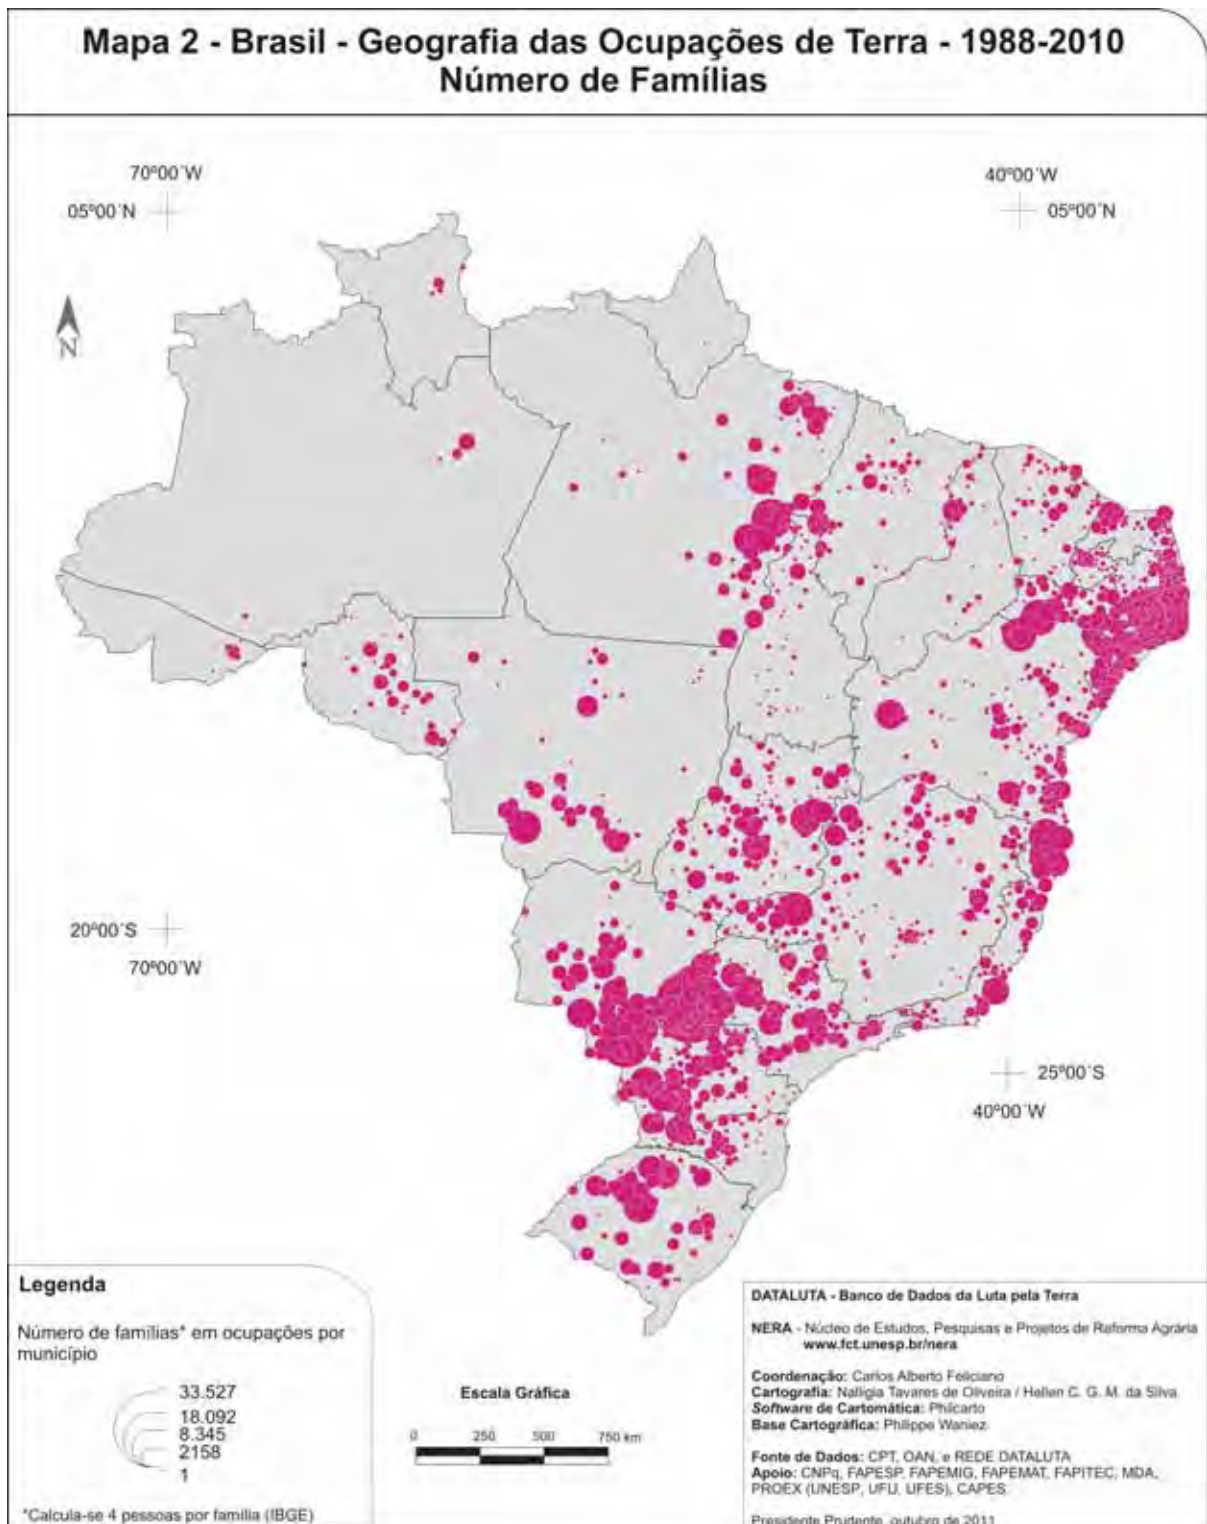 Mapa 2 - Brasil - Geografia das Ocupações de Terra - 1988-2010
Número de Famílias
70º00´W
40º00´W
05º00´N
05º00´N
N
20º00´S
70º00´W
25º00´S
40º00´W
Legenda
Número de famílias* em ocupações por
município
33.527
18.092
8.345
2158
1
*Calcula-se 4 pessoas por família (IBGE)
Escala Gráfica
0 250 500 750 km
DATALUTA - Banco de Dados da Luta pela Terra
NERA - Núcleo de Estudos, Pesquisas e Projetos de Reforma Agrária
www.fct.unesp.br/nera
Coordenação: Carlos Alberto Feliciano
Cartografia: Nallígia Tavares de Oliveira / Hellen C. G. M. da Silva
Software de Cartomática: Philcarto
Base Cartográfica: Philippe Waniez
Fonte de Dados: CPT, OAN, e REDE DATALUTA
Apoio: CNPq, FAPESP, FAPEMIG, FAPEMAT, FAPITEC, MDA,
PROEX (UNESP, UFU, UFES), CAPES
Presidente Prudente, outubro de 2011